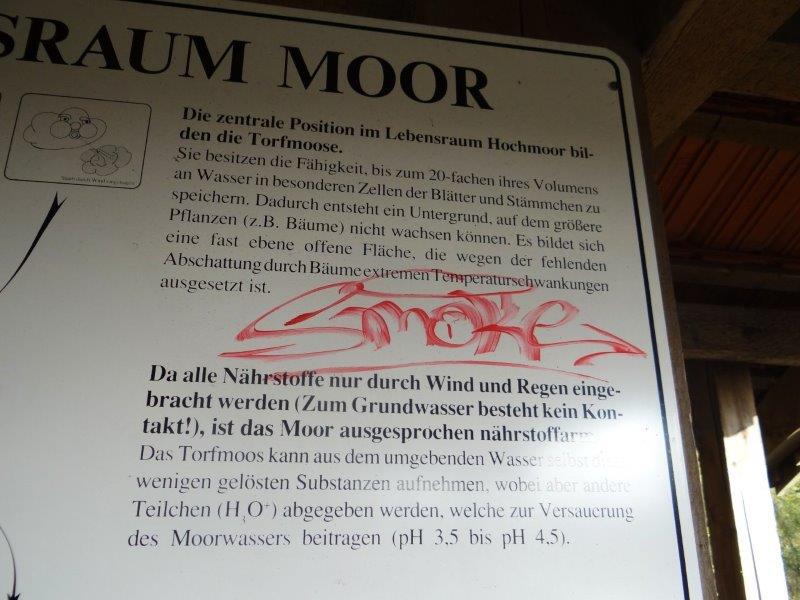 SRAUM MOOR
Die zentrale Position im Lebensraum Hochmoor bil-
den die Torfmoose.
Sie besitzen die Fähigkeit, bis zum 20-fachen ihres Volumens
an Wasser in besonderen Zellen der Blätter und Stämmchen zu
speichern. Dadurch entsteht ein Untergrund, auf dem größere
Pflanzen (z.B. Bäume) nicht wachsen können. Es bildet sich
eine fast ebene offene Fläche, die wegen der fehlenden
Abschattung durch Bäume extremen Temperaturschwankungen
ausgesetzt ist.
Smoke
Da alle Nährstoffe nur durch Wind und Regen einge-
bracht werden (Zum Grundwasser besteht kein Kon-
takt!), ist das Moor ausgesprochen nährstoffarm
Das Torfmoos kann aus dem umgebenden Wasser selbst die
wenigen gelösten Substanzen aufnehmen, wobei aber andere
Teilchen (H₃O⁺) abgegeben werden, welche zur Versauerung
des Moorwassers beitragen (pH 3,5 bis pH 4,5).